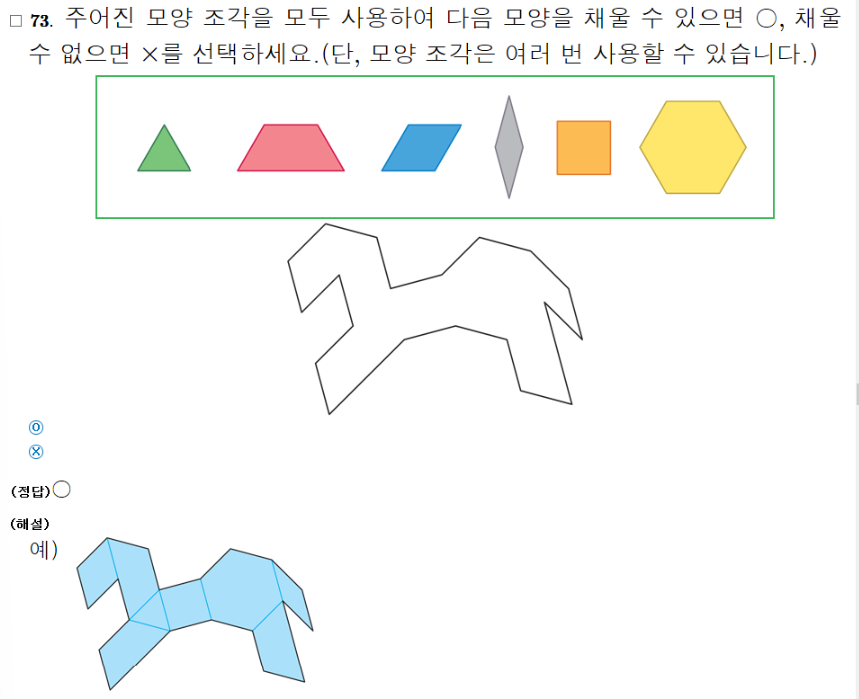 □ 73. 주어진 모양 조각을 모두 사용하여 다음 모양을 채울 수 있으면 ○, 채울
수 없으면 ×를 선택하세요.(단, 모양 조각은 여러 번 사용할 수 있습니다.)
ⓞ
ⓧ
(정답)○
(해설)
예)